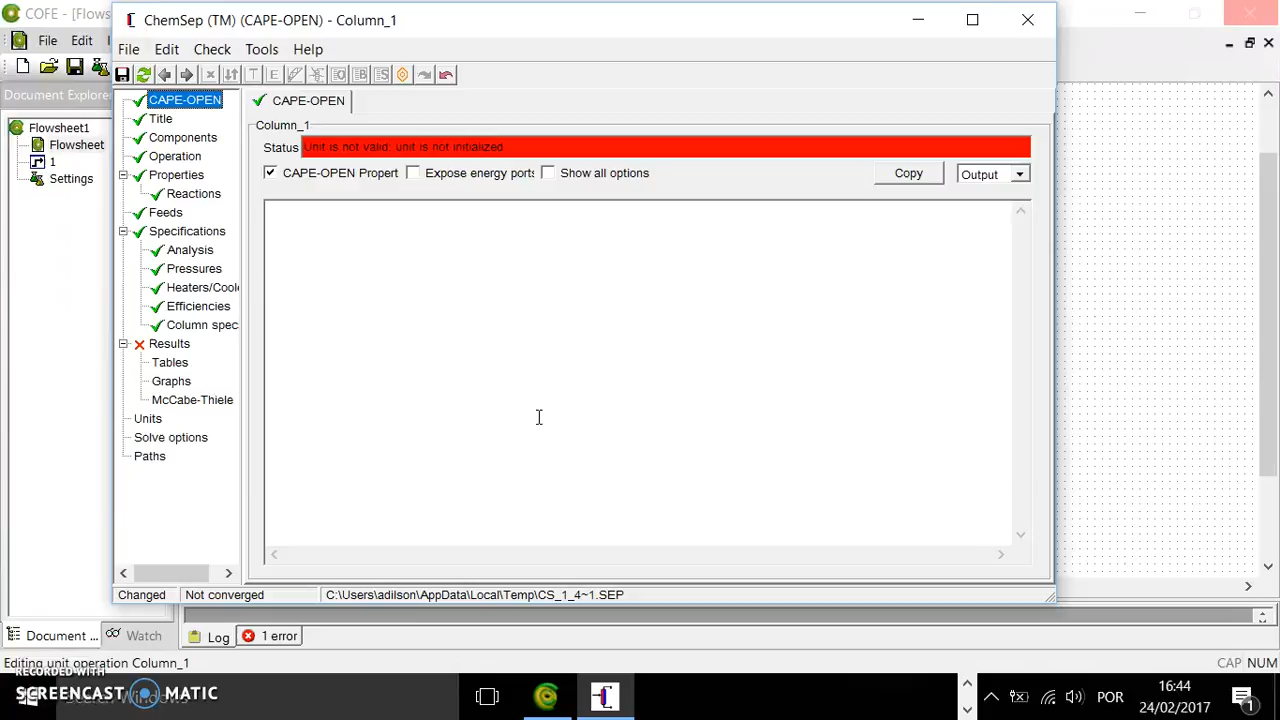 COFE - [Flows
ChemSep (TM) (CAPE-OPEN) - Column_1
File Edit
File Edit Check Tools Help
Document Explore
Flowsheet1
Flowsheet
1
Settings
CAPE-OPEN
Title
Components
Operation
Properties
Reactions
Feeds
Specifications
Analysis
Pressures
Heaters/Coole
Efficiencies
Column spec
Results
Tables
Graphs
McCabe-Thiele
Units
Solve options
Paths
CAPE-OPEN
Column_1
Status Unit is not valid: unit is not initialized
CAPE-OPEN Propert Expose energy ports Show all options Copy Output
Changed Not converged C:\Users\adilson\AppData\Local\Temp\CS_1_4~1.SEP
Document ... Watch Log 1 error
Editing unit operation Column_1 CAP NUM
RECORDED WITH
SCREENCAST MATIC
POR
16:44
24/02/2017
1